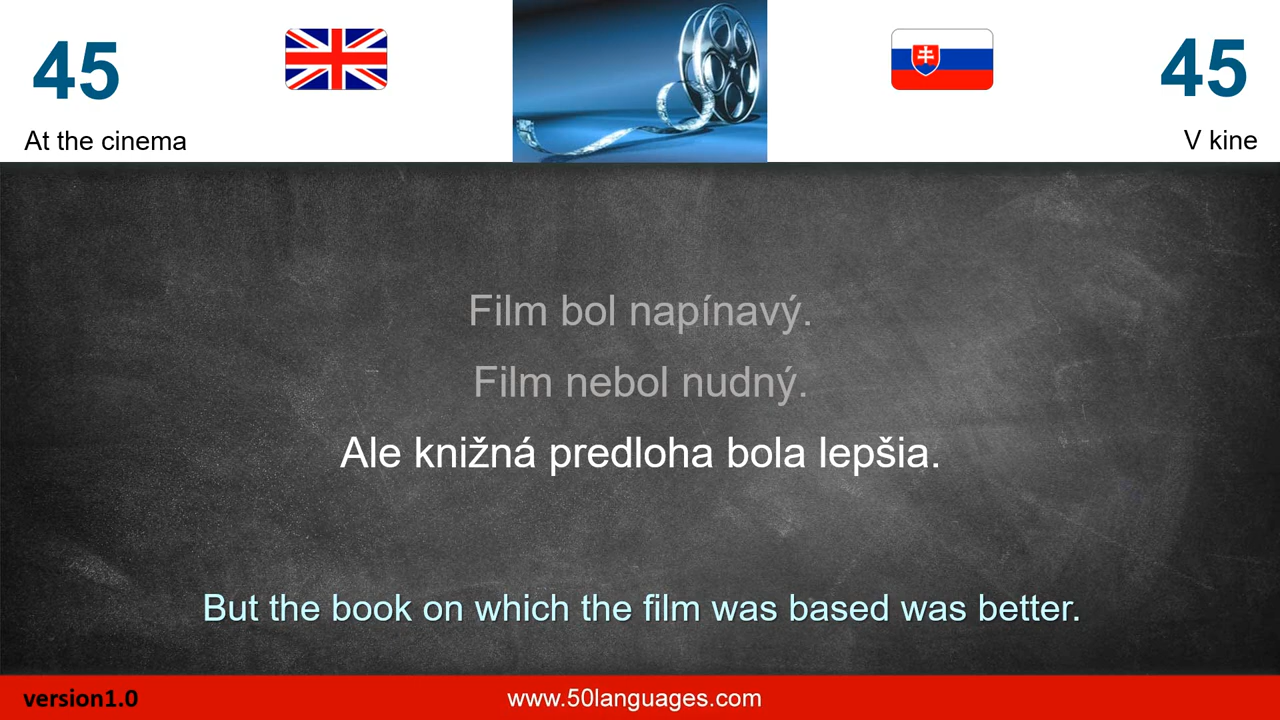 45
45
At the cinema
V kine
Film bol napínavý.
Film nebol nudný.
Ale knižná predloha bola lepšia.
But the book on which the film was based was better.
version1.0
www.50languages.com